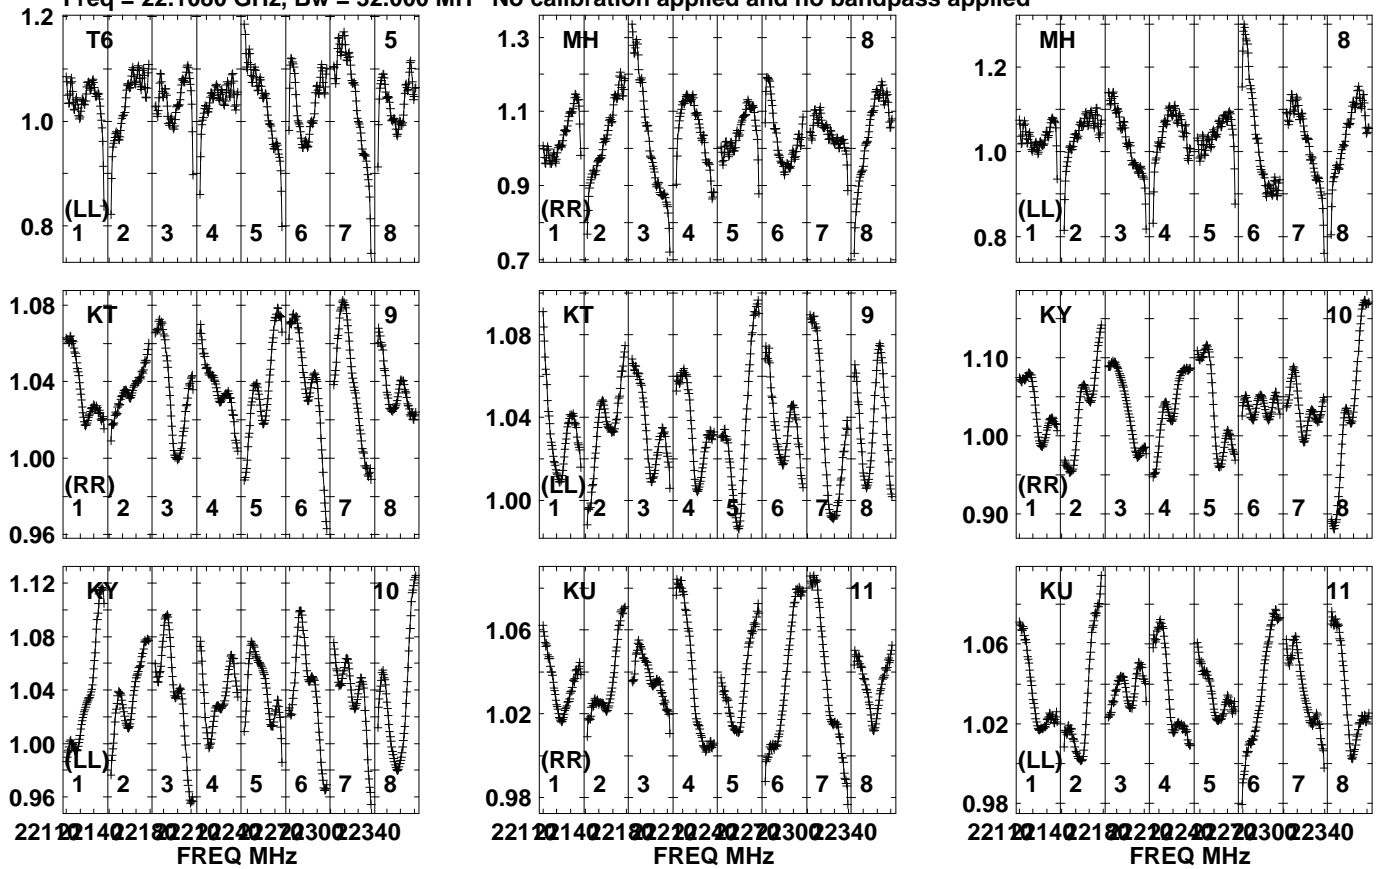 Freq = 22.1080 GHz, Bw = 32.000 MH No calibration applied and no bandpass applied
1.2
1.0
0.8
T6 5
(LL)
1 2 3 4 5 6 7 8
1.3
1.1
0.9
0.7
MH 8
(RR)
1 2 3 4 5 6 7 8
1.2
1.0
0.8
MH 8
(LL)
1 2 3 4 5 6 7 8
1.08
1.04
1.00
0.96
KT 9
(RR)
1 2 3 4 5 6 7 8
1.08
1.04
1.00
KT 9
(LL)
1 2 3 4 5 6 7 8
1.10
1.00
0.90
KY 10
(RR)
1 2 3 4 5 6 7 8
1.12
1.08
1.04
1.00
0.96
KY 10
(LL)
1 2 3 4 5 6 7 8
1.06
1.02
0.98
KU 11
(RR)
1 2 3 4 5 6 7 8
1.06
1.02
0.98
KU 11
(LL)
1 2 3 4 5 6 7 8
FREQ MHz
FREQ MHz
FREQ MHz